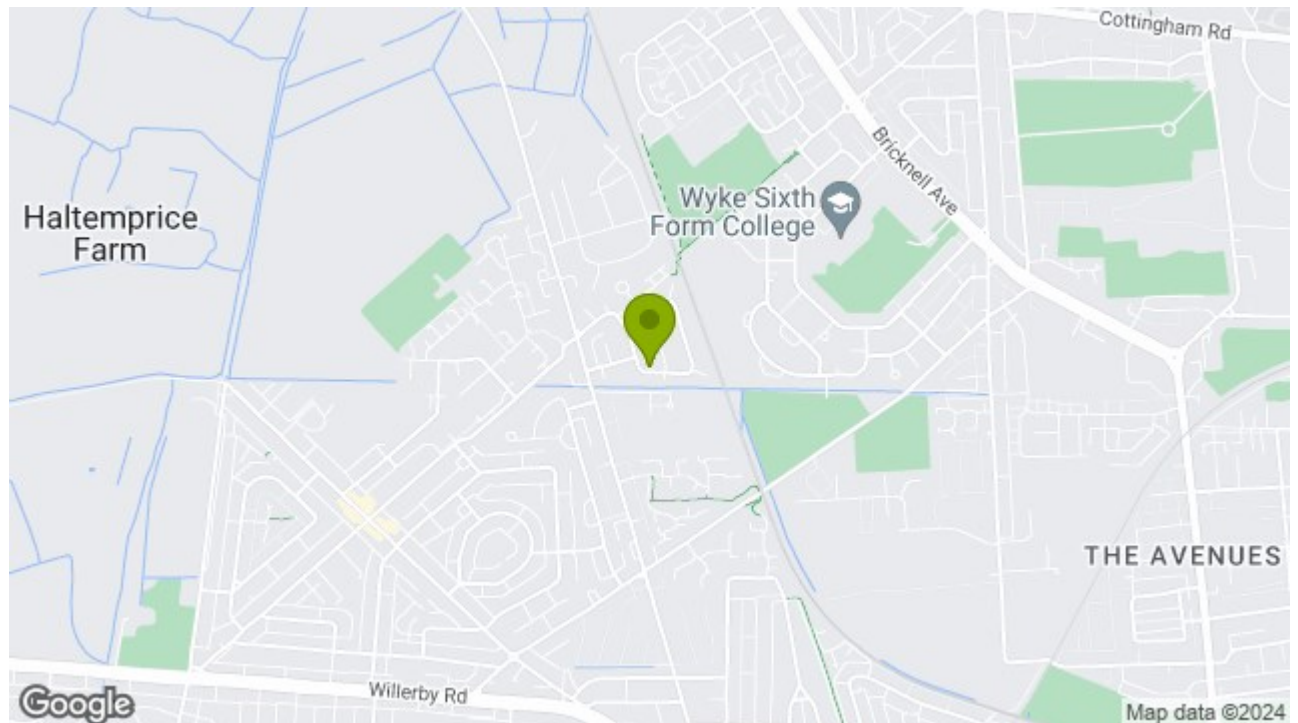 Cottingham Rd
Bricknell Ave
Wyke Sixth
Form College
Haltemprice
Farm
THE AVENUES
Willerby Rd
Google
Map data ©2024